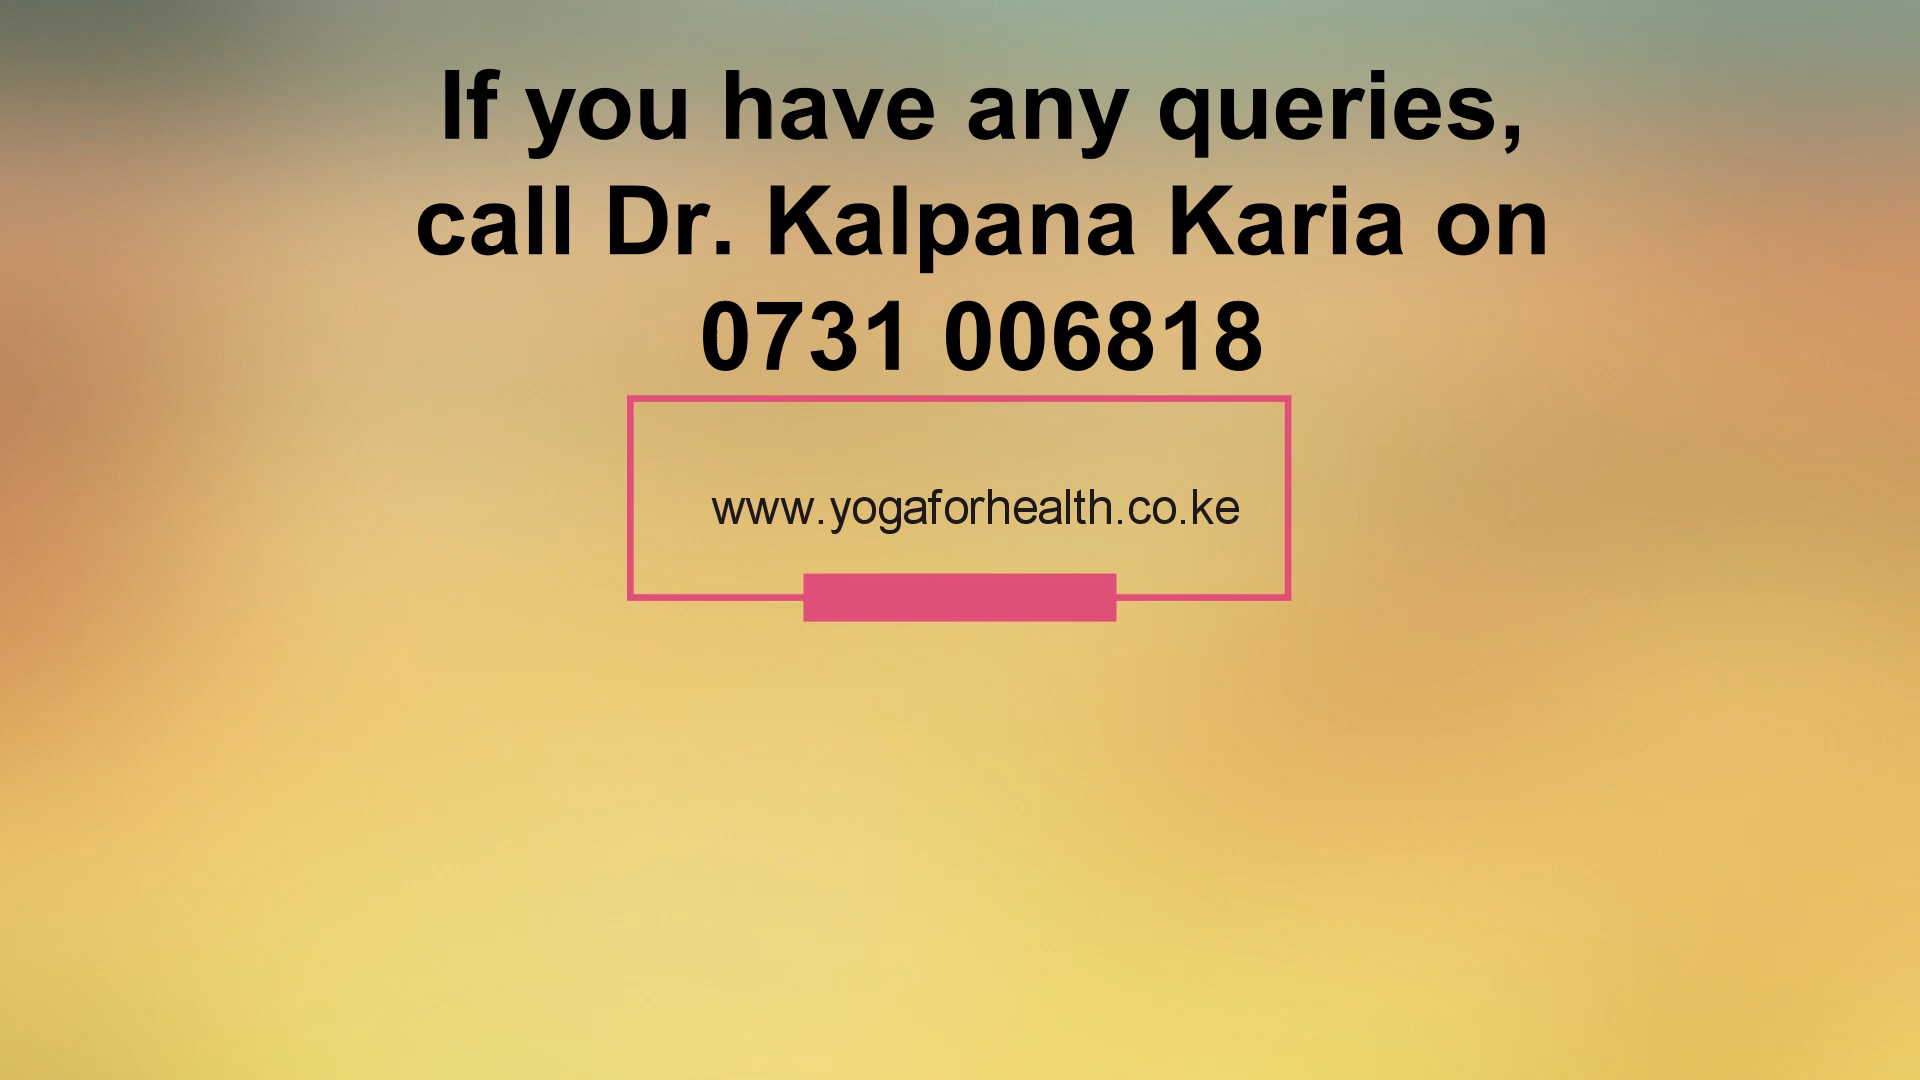 If you have any queries,
call Dr. Kalpana Karia on
0731 006818
www.yogaforhealth.co.ke